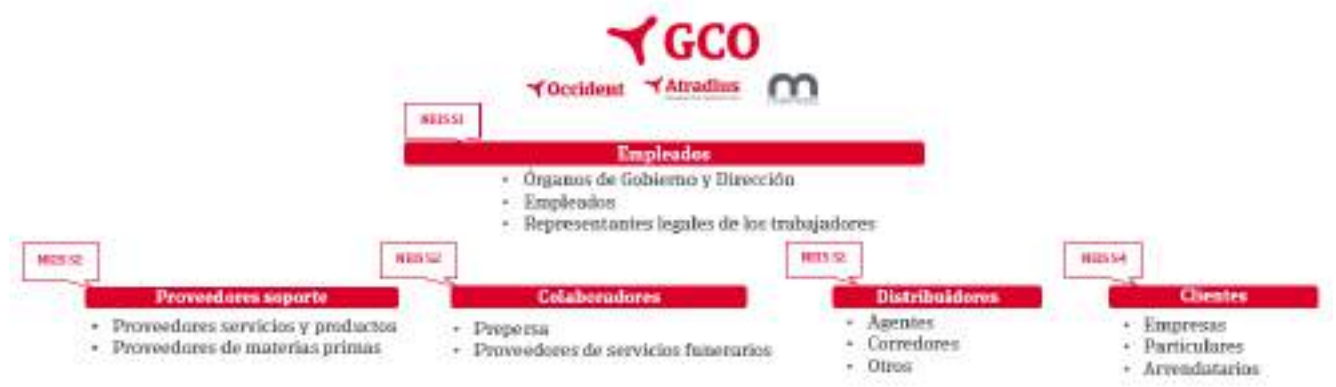 GCO
Occident
Atradius
NEIS S1
Empleados
• Órganos de Gobierno y Dirección
• Empleados
• Representantes legales de los trabajadores
NEIS S2
Proveedores soporte
• Proveedores servicios y productos
• Proveedores de materias primas
NEIS S2
Colaboradores
• Prepersa
• Proveedores de servicios funerarios
NEIS S2
Distribuidores
• Agentes
• Corredores
• Otros
NEIS S4
Clientes
• Empresas
• Particulares
• Arrendatarios